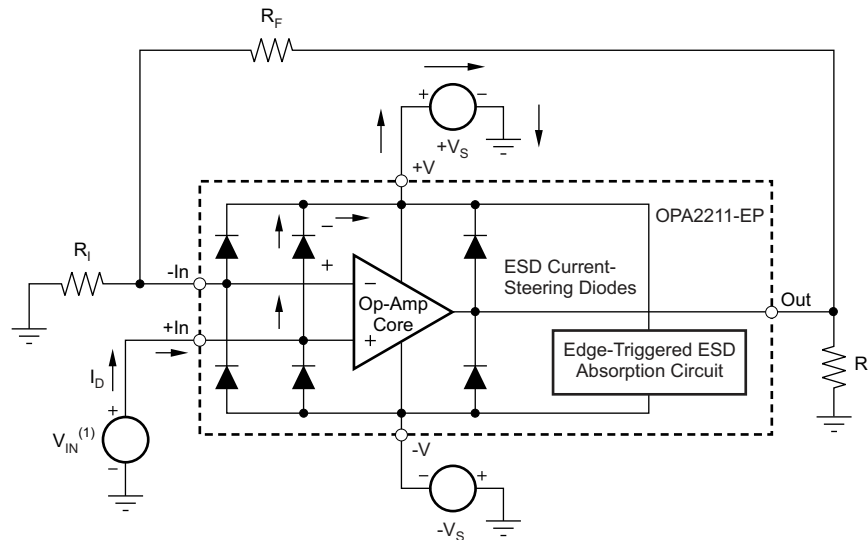 R_F
+ −
+V_S
+V
OPA2211-EP
R_I
-In
−
+
−
Op-Amp
Core
+
ESD Current-
Steering Diodes
Out
+In
Edge-Triggered ESD
Absorption Circuit
R
I_D
+
V_IN^(1)
−
-V
− +
-V_S